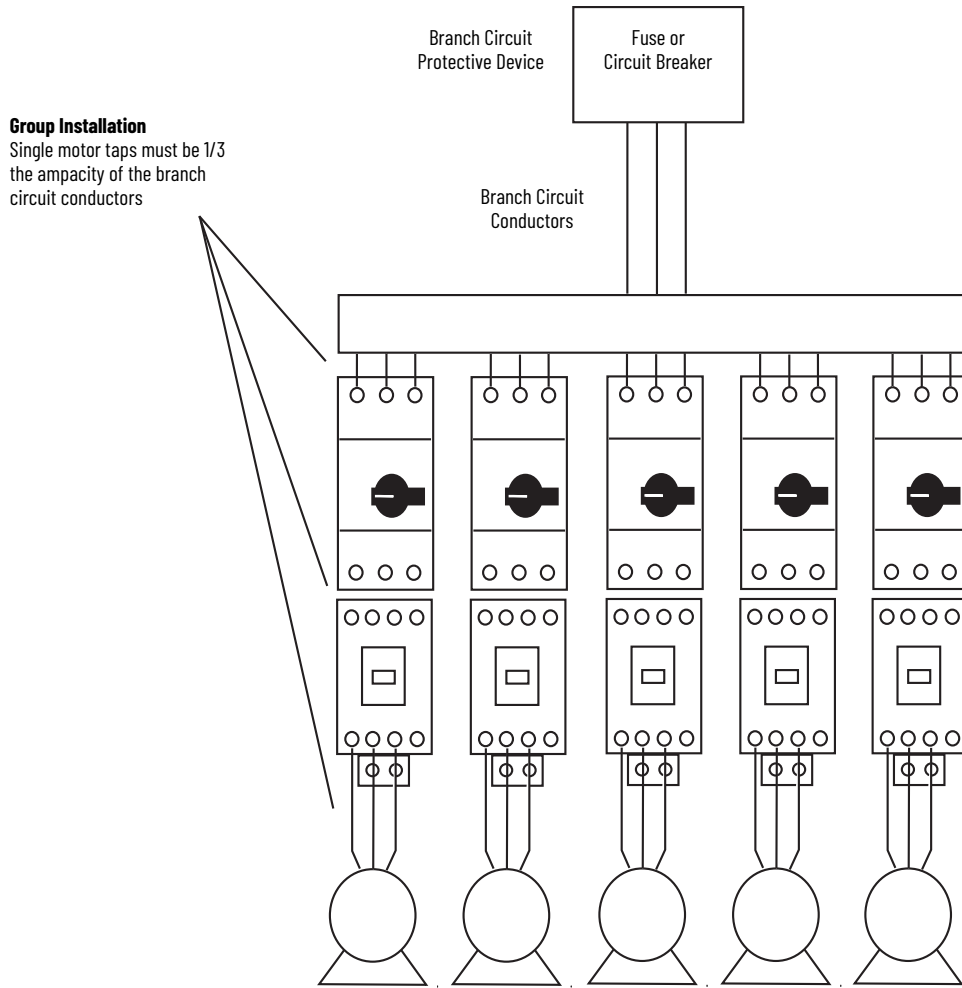 Branch Circuit
Protective Device
Fuse or
Circuit Breaker
Group Installation
Single motor taps must be 1/3
the ampacity of the branch
circuit conductors
Branch Circuit
Conductors